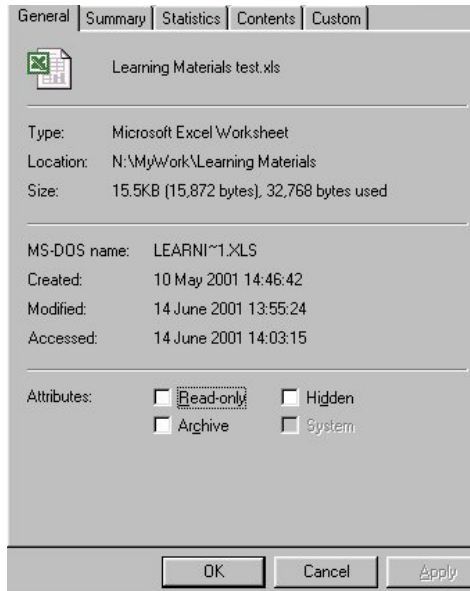 General Summary Statistics Contents Custom
Learning Materials test.xls
Type: Microsoft Excel Worksheet
Location: N:\MyWork\Learning Materials
Size: 15.5KB (15,872 bytes), 32,768 bytes used
MS-DOS name: LEARNI~1.XLS
Created: 10 May 2001 14:46:42
Modified: 14 June 2001 13:55:24
Accessed: 14 June 2001 14:03:15
Attributes: Read-only Hidden
Archive System
OK Cancel Apply